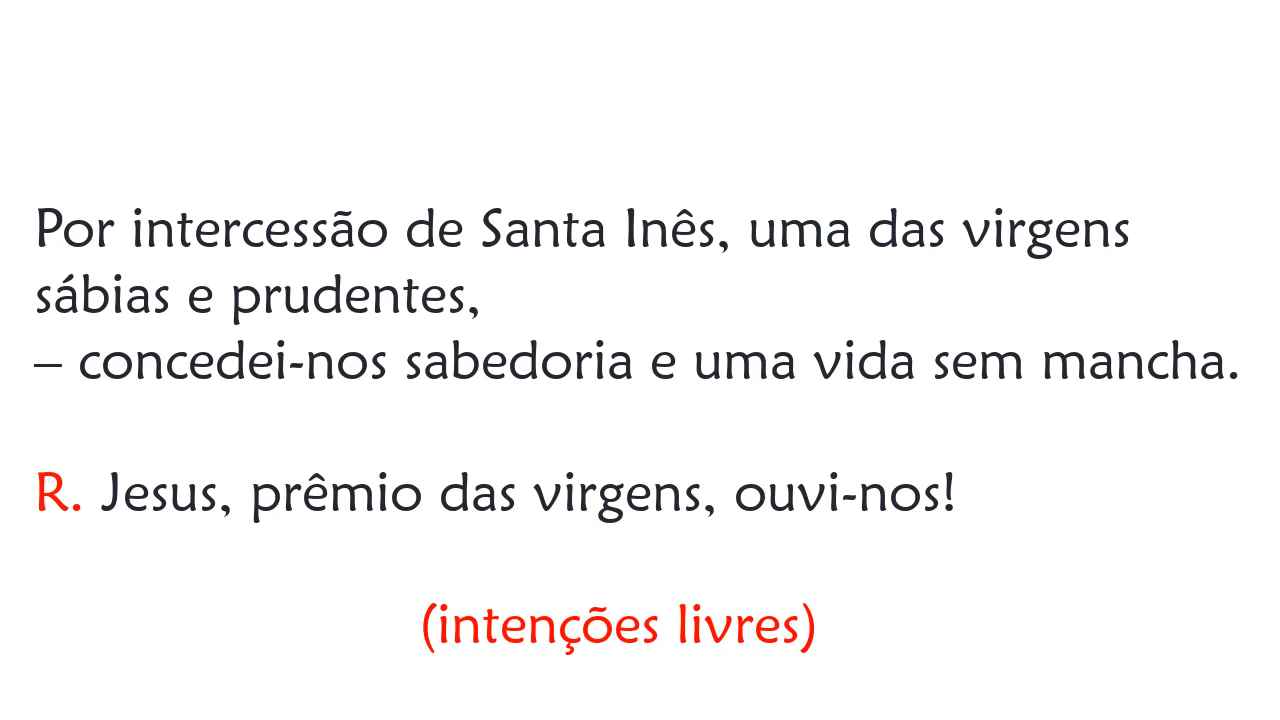 Por intercessão de Santa Inês, uma das virgens
sábias e prudentes,
– concedei-nos sabedoria e uma vida sem mancha.
R. Jesus, prêmio das virgens, ouvi-nos!
(intenções livres)